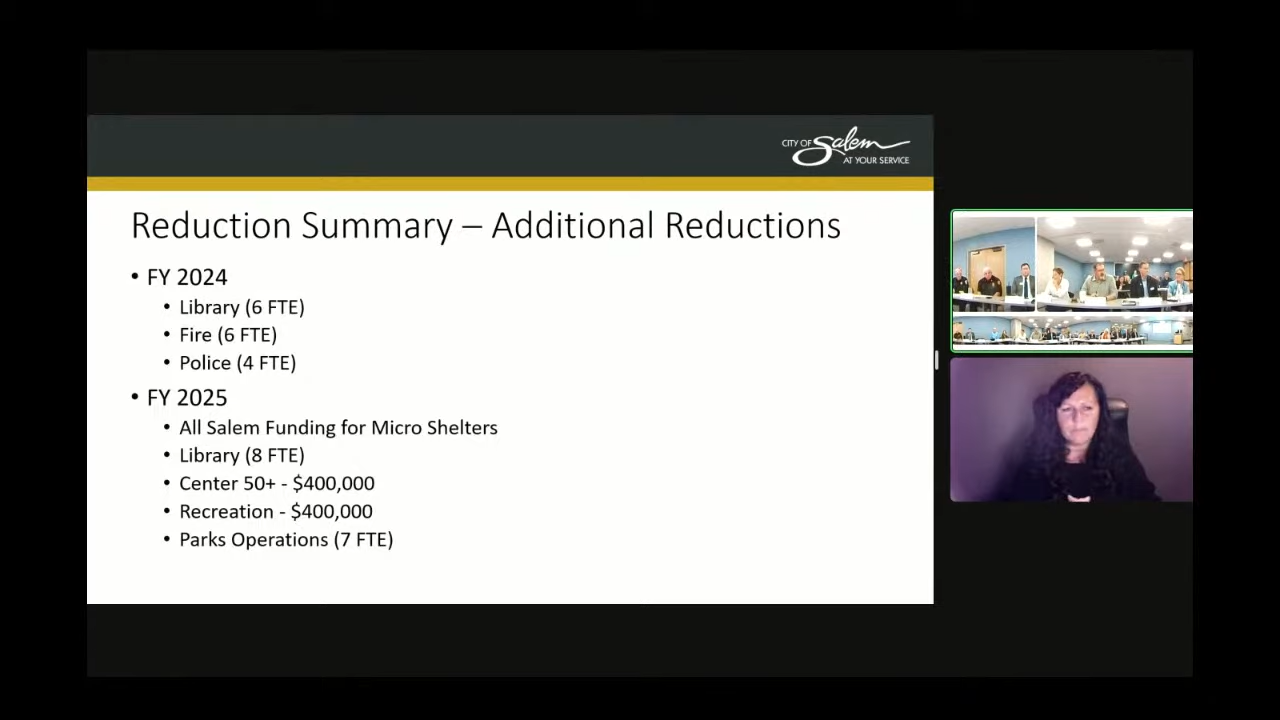 CITY OF Salem
AT YOUR SERVICE
Reduction Summary – Additional Reductions
• FY 2024
• Library (6 FTE)
• Fire (6 FTE)
• Police (4 FTE)
• FY 2025
• All Salem Funding for Micro Shelters
• Library (8 FTE)
• Center 50+ - $400,000
• Recreation - $400,000
• Parks Operations (7 FTE)